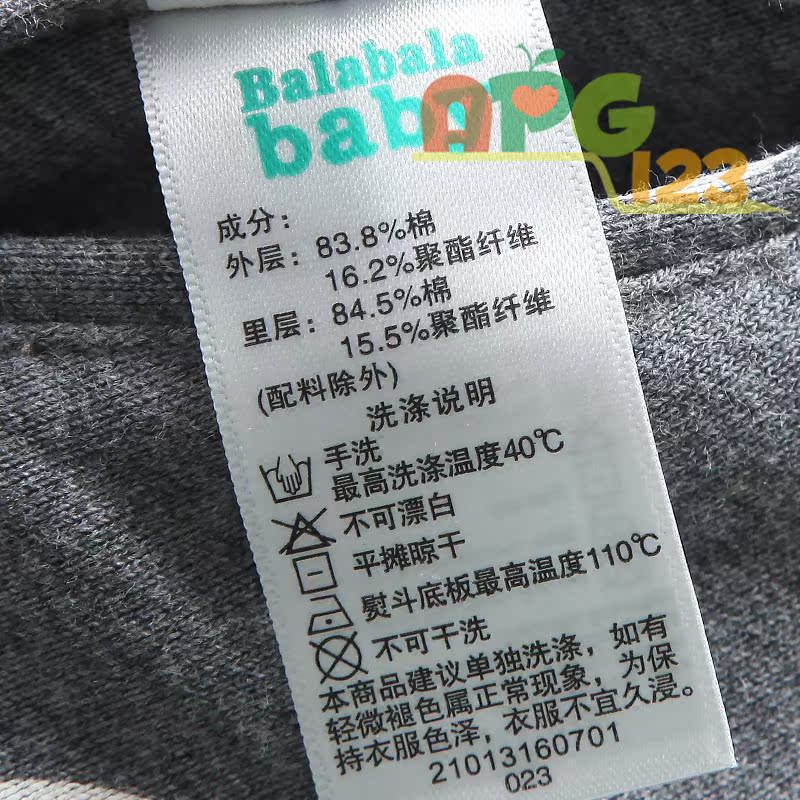 Balabala
baby
APG
123
成分：
外层：83.8%棉
16.2%聚酯纤维
里层：84.5%棉
15.5%聚酯纤维
(配料除外)
洗涤说明
手洗
最高洗涤温度40℃
不可漂白
平摊晾干
熨斗底板最高温度110℃
不可干洗
本商品建议单独洗涤，如有
轻微褪色属正常现象，为保
持衣服色泽，衣服不宜久浸。
21013160701
023